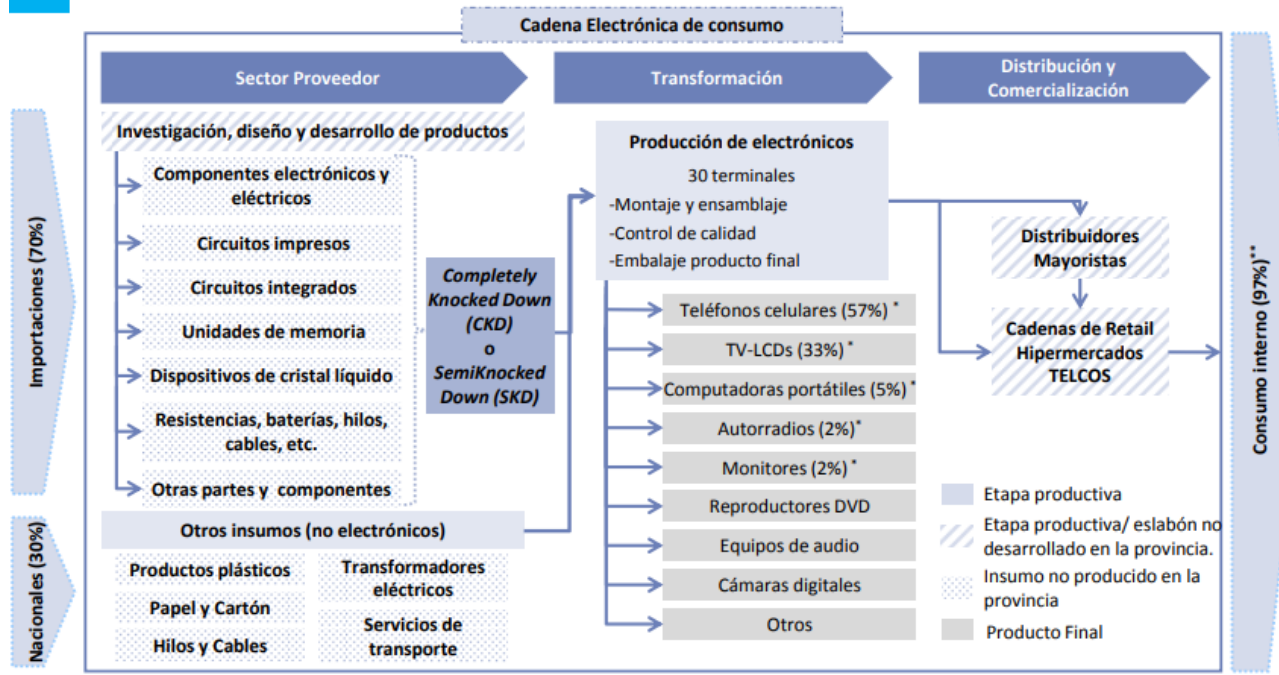 Cadena Electrónica de consumo
Sector Proveedor
Transformación
Distribución y
Comercialización
Importaciones (70%)
Nacionales (30%)
Investigación, diseño y desarrollo de productos
Componentes electrónicos y
eléctricos
Circuitos impresos
Circuitos integrados
Unidades de memoria
Dispositivos de cristal líquido
Resistencias, baterías, hilos,
cables, etc.
Otras partes y componentes
Completely
Knocked Down
(CKD)
o
SemiKnocked
Down (SKD)
Otros insumos (no electrónicos)
Productos plásticos
Papel y Cartón
Hilos y Cables
Transformadores
eléctricos
Servicios de
transporte
Producción de electrónicos
30 terminales
-Montaje y ensamblaje
-Control de calidad
-Embalaje producto final
Teléfonos celulares (57%) *
TV-LCDs (33%) *
Computadoras portátiles (5%) *
Autorradios (2%)*
Monitores (2%) *
Reproductores DVD
Equipos de audio
Cámaras digitales
Otros
Distribuidores
Mayoristas
Cadenas de Retail
Hipermercados
TELCOS
Etapa productiva
Etapa productiva/ eslabón no
desarrollado en la provincia.
Insumo no producido en la
provincia
Producto Final
Consumo interno (97%)**